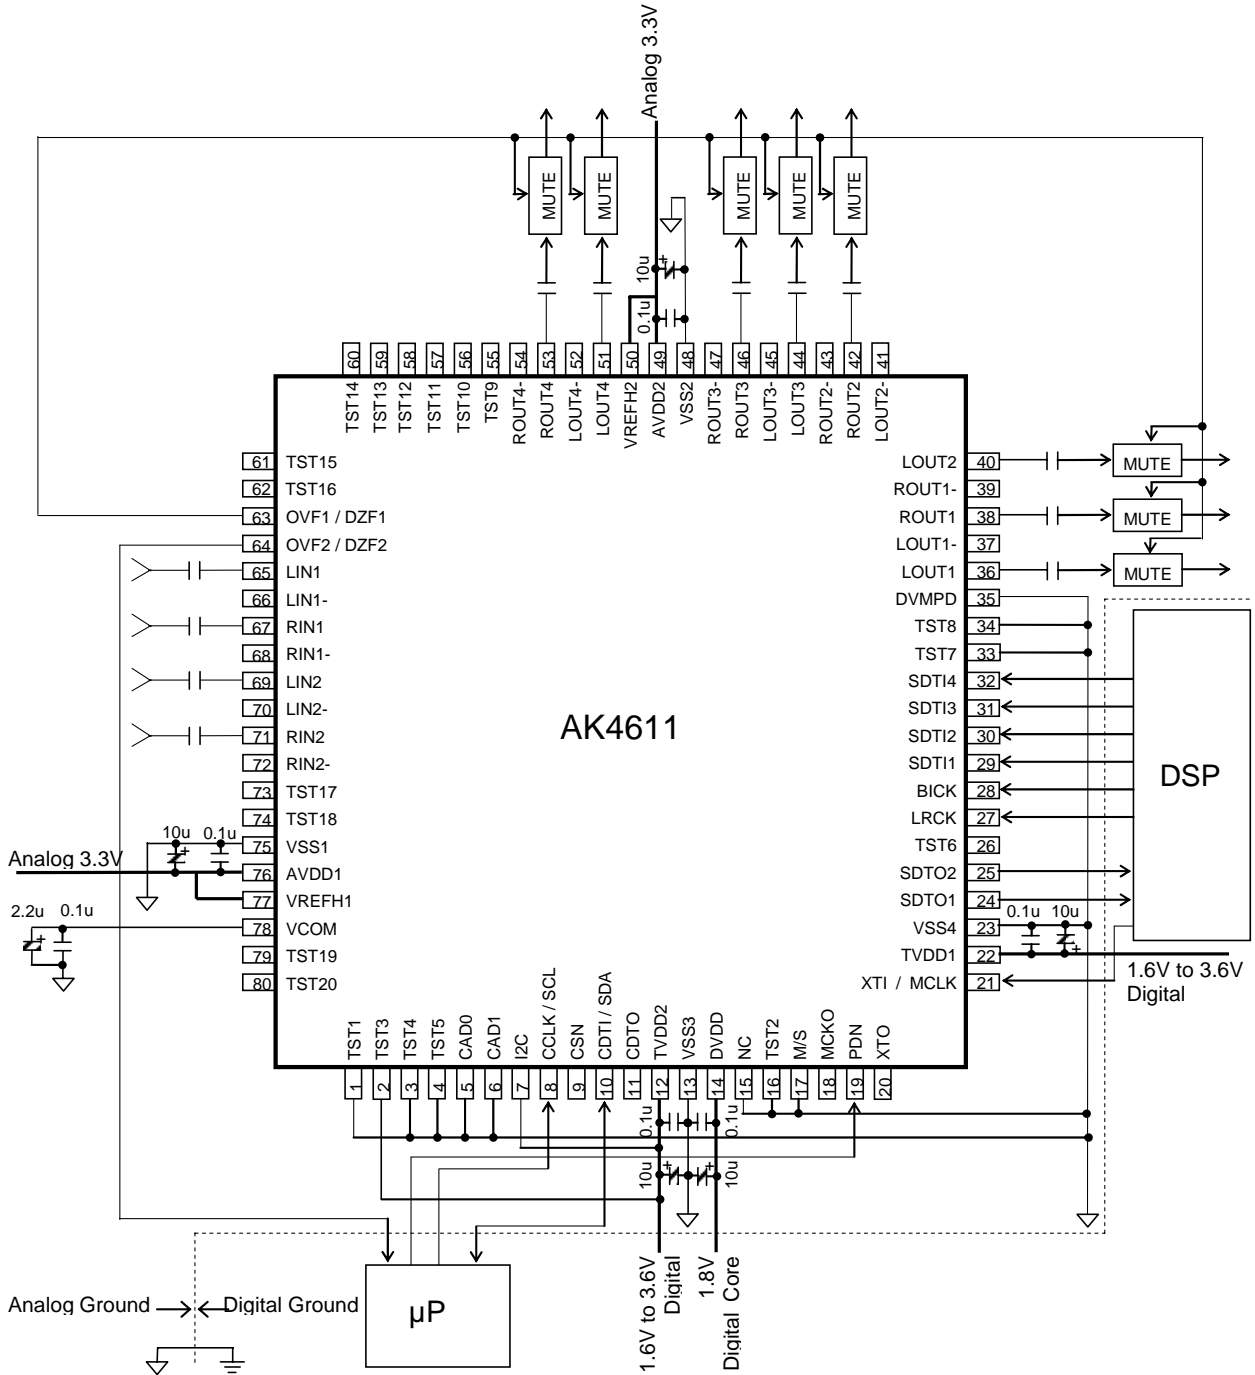 Analog 3.3V
MUTE
MUTE
MUTE
MUTE
MUTE
10u
+
0.1u
60
59
58
57
56
55
54
53
52
51
50
49
48
47
46
45
44
43
42
41
TST14
TST13
TST12
TST11
TST10
TST9
ROUT4-
ROUT4
LOUT4-
LOUT4
VREFH2
AVDD2
VSS2
ROUT3-
ROUT3
LOUT3-
LOUT3
ROUT2-
ROUT2
LOUT2-
61 TST15
62 TST16
63 OVF1 / DZF1
64 OVF2 / DZF2
65 LIN1
66 LIN1-
67 RIN1
68 RIN1-
69 LIN2
70 LIN2-
71 RIN2
72 RIN2-
73 TST17
74 TST18
75 VSS1
76 AVDD1
77 VREFH1
78 VCOM
79 TST19
80 TST20
10u
0.1u
+
Analog 3.3V
2.2u
0.1u
+
AK4611
LOUT2 40
MUTE
ROUT1- 39
ROUT1 38
MUTE
LOUT1- 37
LOUT1 36
MUTE
DVMPD 35
TST8 34
TST7 33
SDTI4 32
SDTI3 31
SDTI2 30
SDTI1 29
BICK 28
LRCK 27
TST6 26
SDTO2 25
SDTO1 24
VSS4 23
TVDD1 22
XTI / MCLK 21
DSP
0.1u
10u
+
1.6V to 3.6V
Digital
TST1
TST3
TST4
TST5
CAD0
CAD1
I2C
CCLK / SCL
CSN
CDTI / SDA
CDTO
TVDD2
VSS3
DVDD
NC
TST2
M/S
MCKO
PDN
XTO
1
2
3
4
5
6
7
8
9
10
11
12
13
14
15
16
17
18
19
20
0.1u
0.1u
10u
+
+
10u
1.6V to 3.6V
Digital
1.8V
Digital Core
µP
Analog Ground
Digital Ground